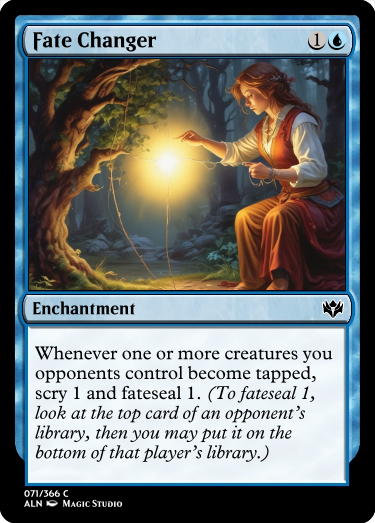 Fate Changer 1
Enchantment
Whenever one or more creatures you
opponents control become tapped,
scry 1 and fateseal 1. (To fateseal 1,
look at the top card of an opponent's
library, then you may put it on the
bottom of that player's library.)
071/366 C
ALN Magic Studio